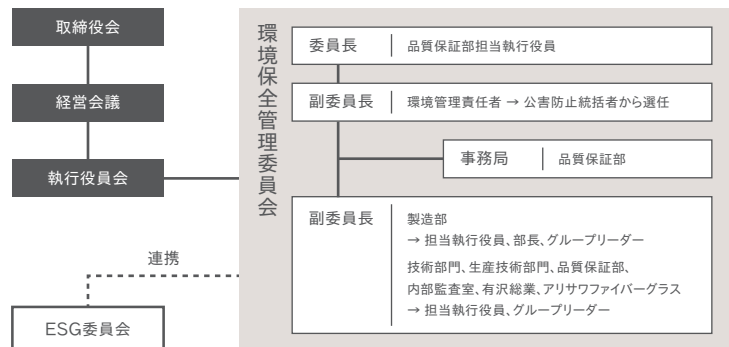 取締役会
経営会議
執行役員会
連携
ESG委員会
環境保全管理委員会
委員長 品質保証部担当執行役員
副委員長 環境管理責任者 → 公害防止統括者から選任
事務局 品質保証部
副委員長 製造部
→ 担当執行役員、部長、グループリーダー
技術部門、生産技術部門、品質保証部、
内部監査室、有沢総業、アリサワファイバーグラス
→ 担当執行役員、グループリーダー